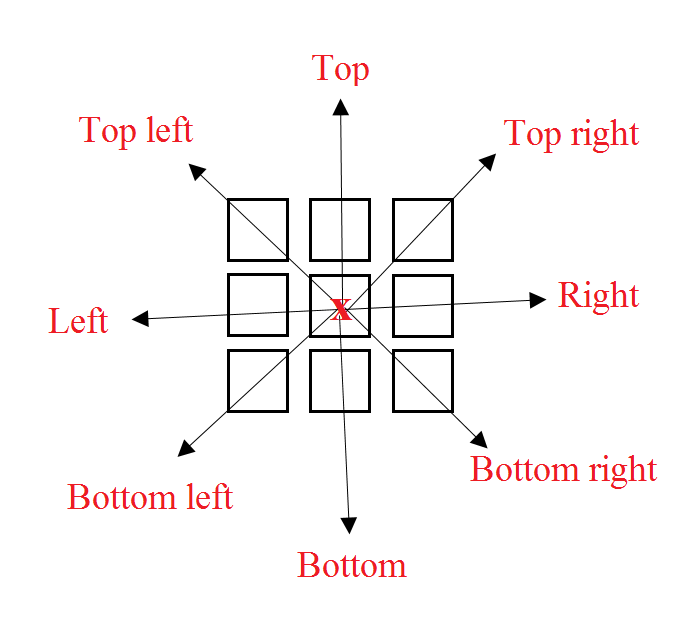 Top
Top left
Top right
Left
X
Right
Bottom left
Bottom right
Bottom